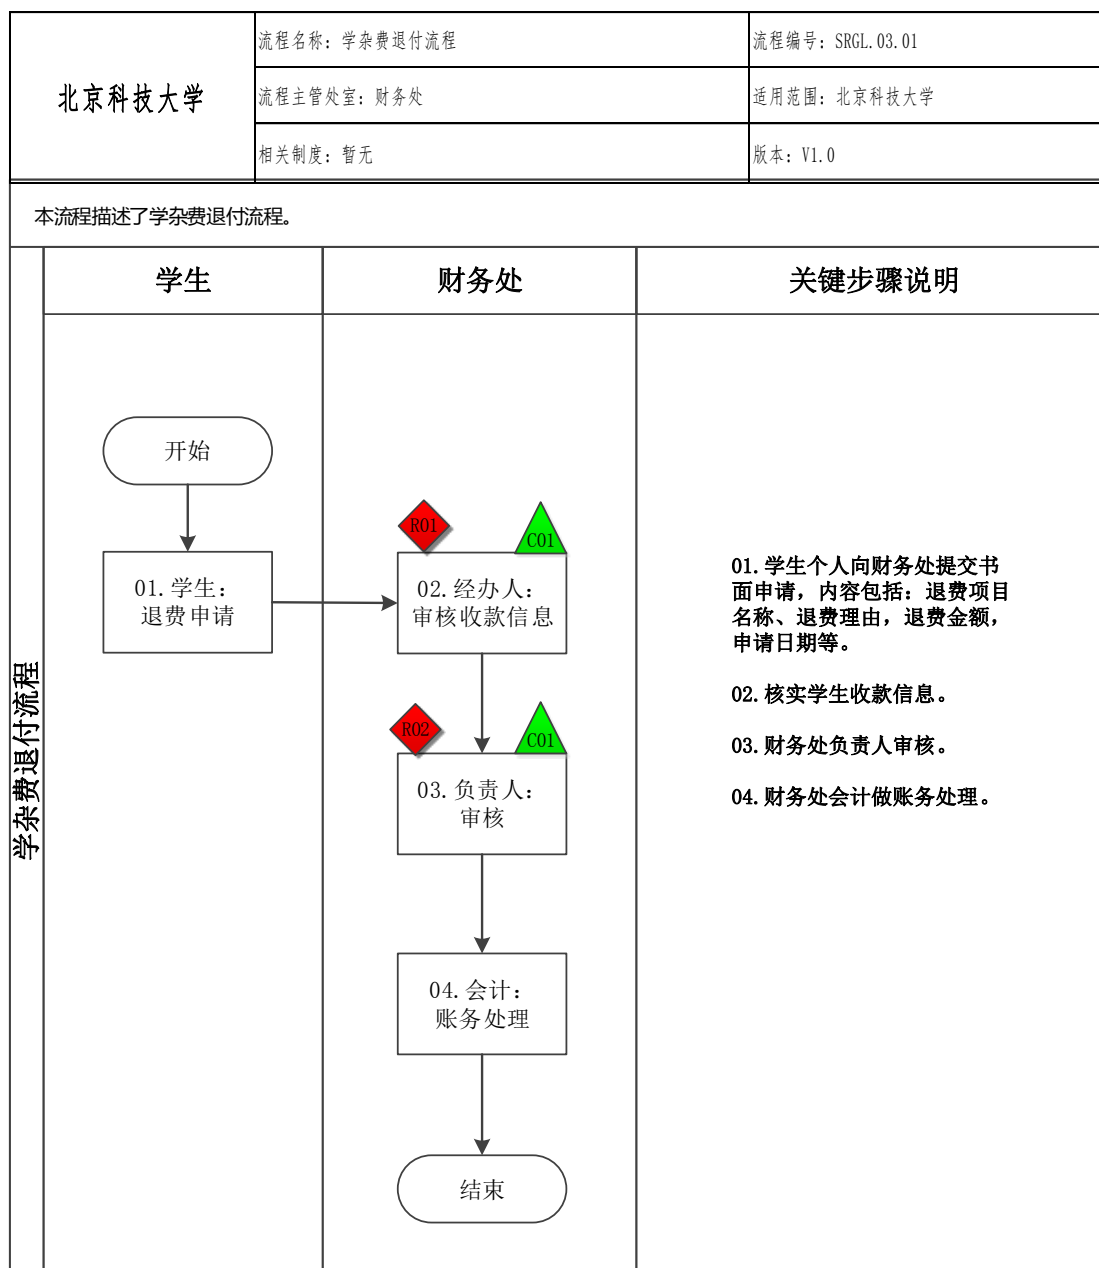 北京科技大学
流程名称：学杂费退付流程
流程编号：SRGL.03.01
流程主管处室：财务处
适用范围：北京科技大学
相关制度：暂无
版本：V1.0
本流程描述了学杂费退付流程。
学杂费退付流程
学生
财务处
关键步骤说明
开始
01.学生：
退费申请
R01
C01
02.经办人：
审核收款信息
R02
C01
03.负责人：
审核
04.会计：
账务处理
结束
01.学生个人向财务处提交书
面申请，内容包括：退费项目
名称、退费理由，退费金额，
申请日期等。
02.核实学生收款信息。
03.财务处负责人审核。
04.财务处会计做账务处理。